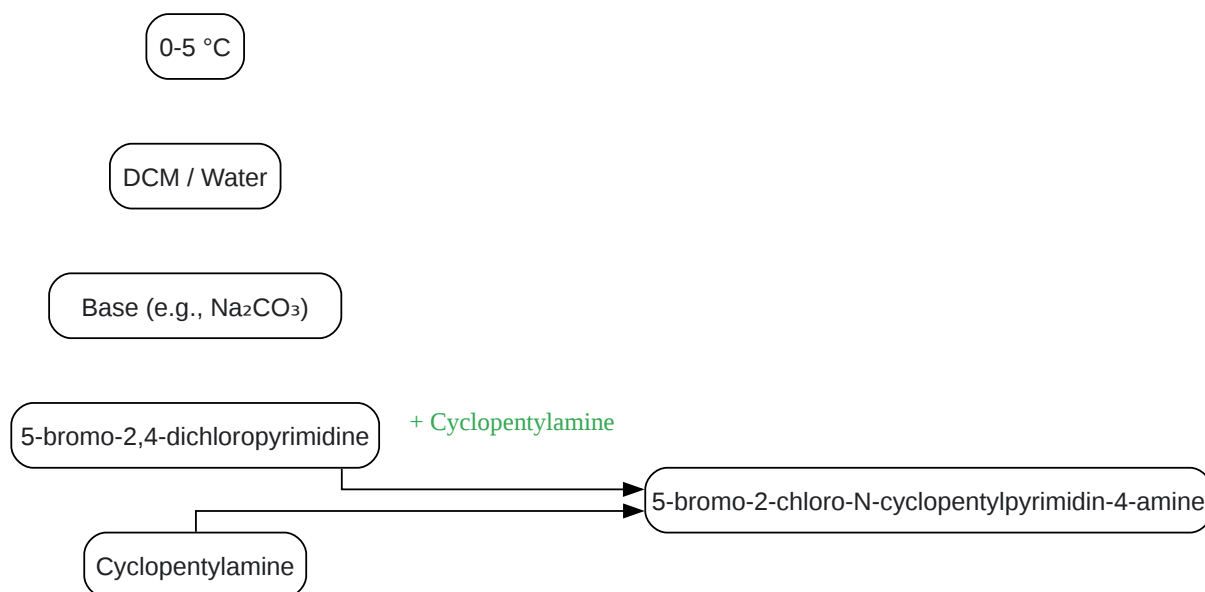 0-5 °C
DCM / Water
Base (e.g., Na₂CO₃)
5-bromo-2,4-dichloropyrimidine
+ Cyclopentylamine
5-bromo-2-chloro-N-cyclopentylpyrimidin-4-amine
Cyclopentylamine